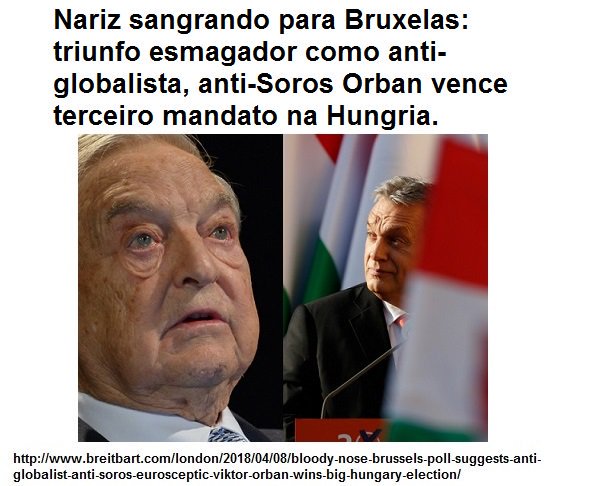 Nariz sangrando para Bruxelas:
triunfo esmagador como anti-
globalista, anti-Soros Orban vence
terceiro mandato na Hungria.
http://www.breitbart.com/london/2018/04/08/bloody-nose-brussels-poll-suggests-anti-
globalist-anti-soros-eurosceptic-viktor-orban-wins-big-hungary-election/